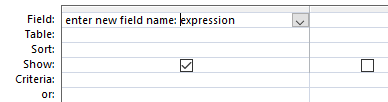 Field: enter new field name: expression
Table:
Sort:
Show:
Criteria:
or: